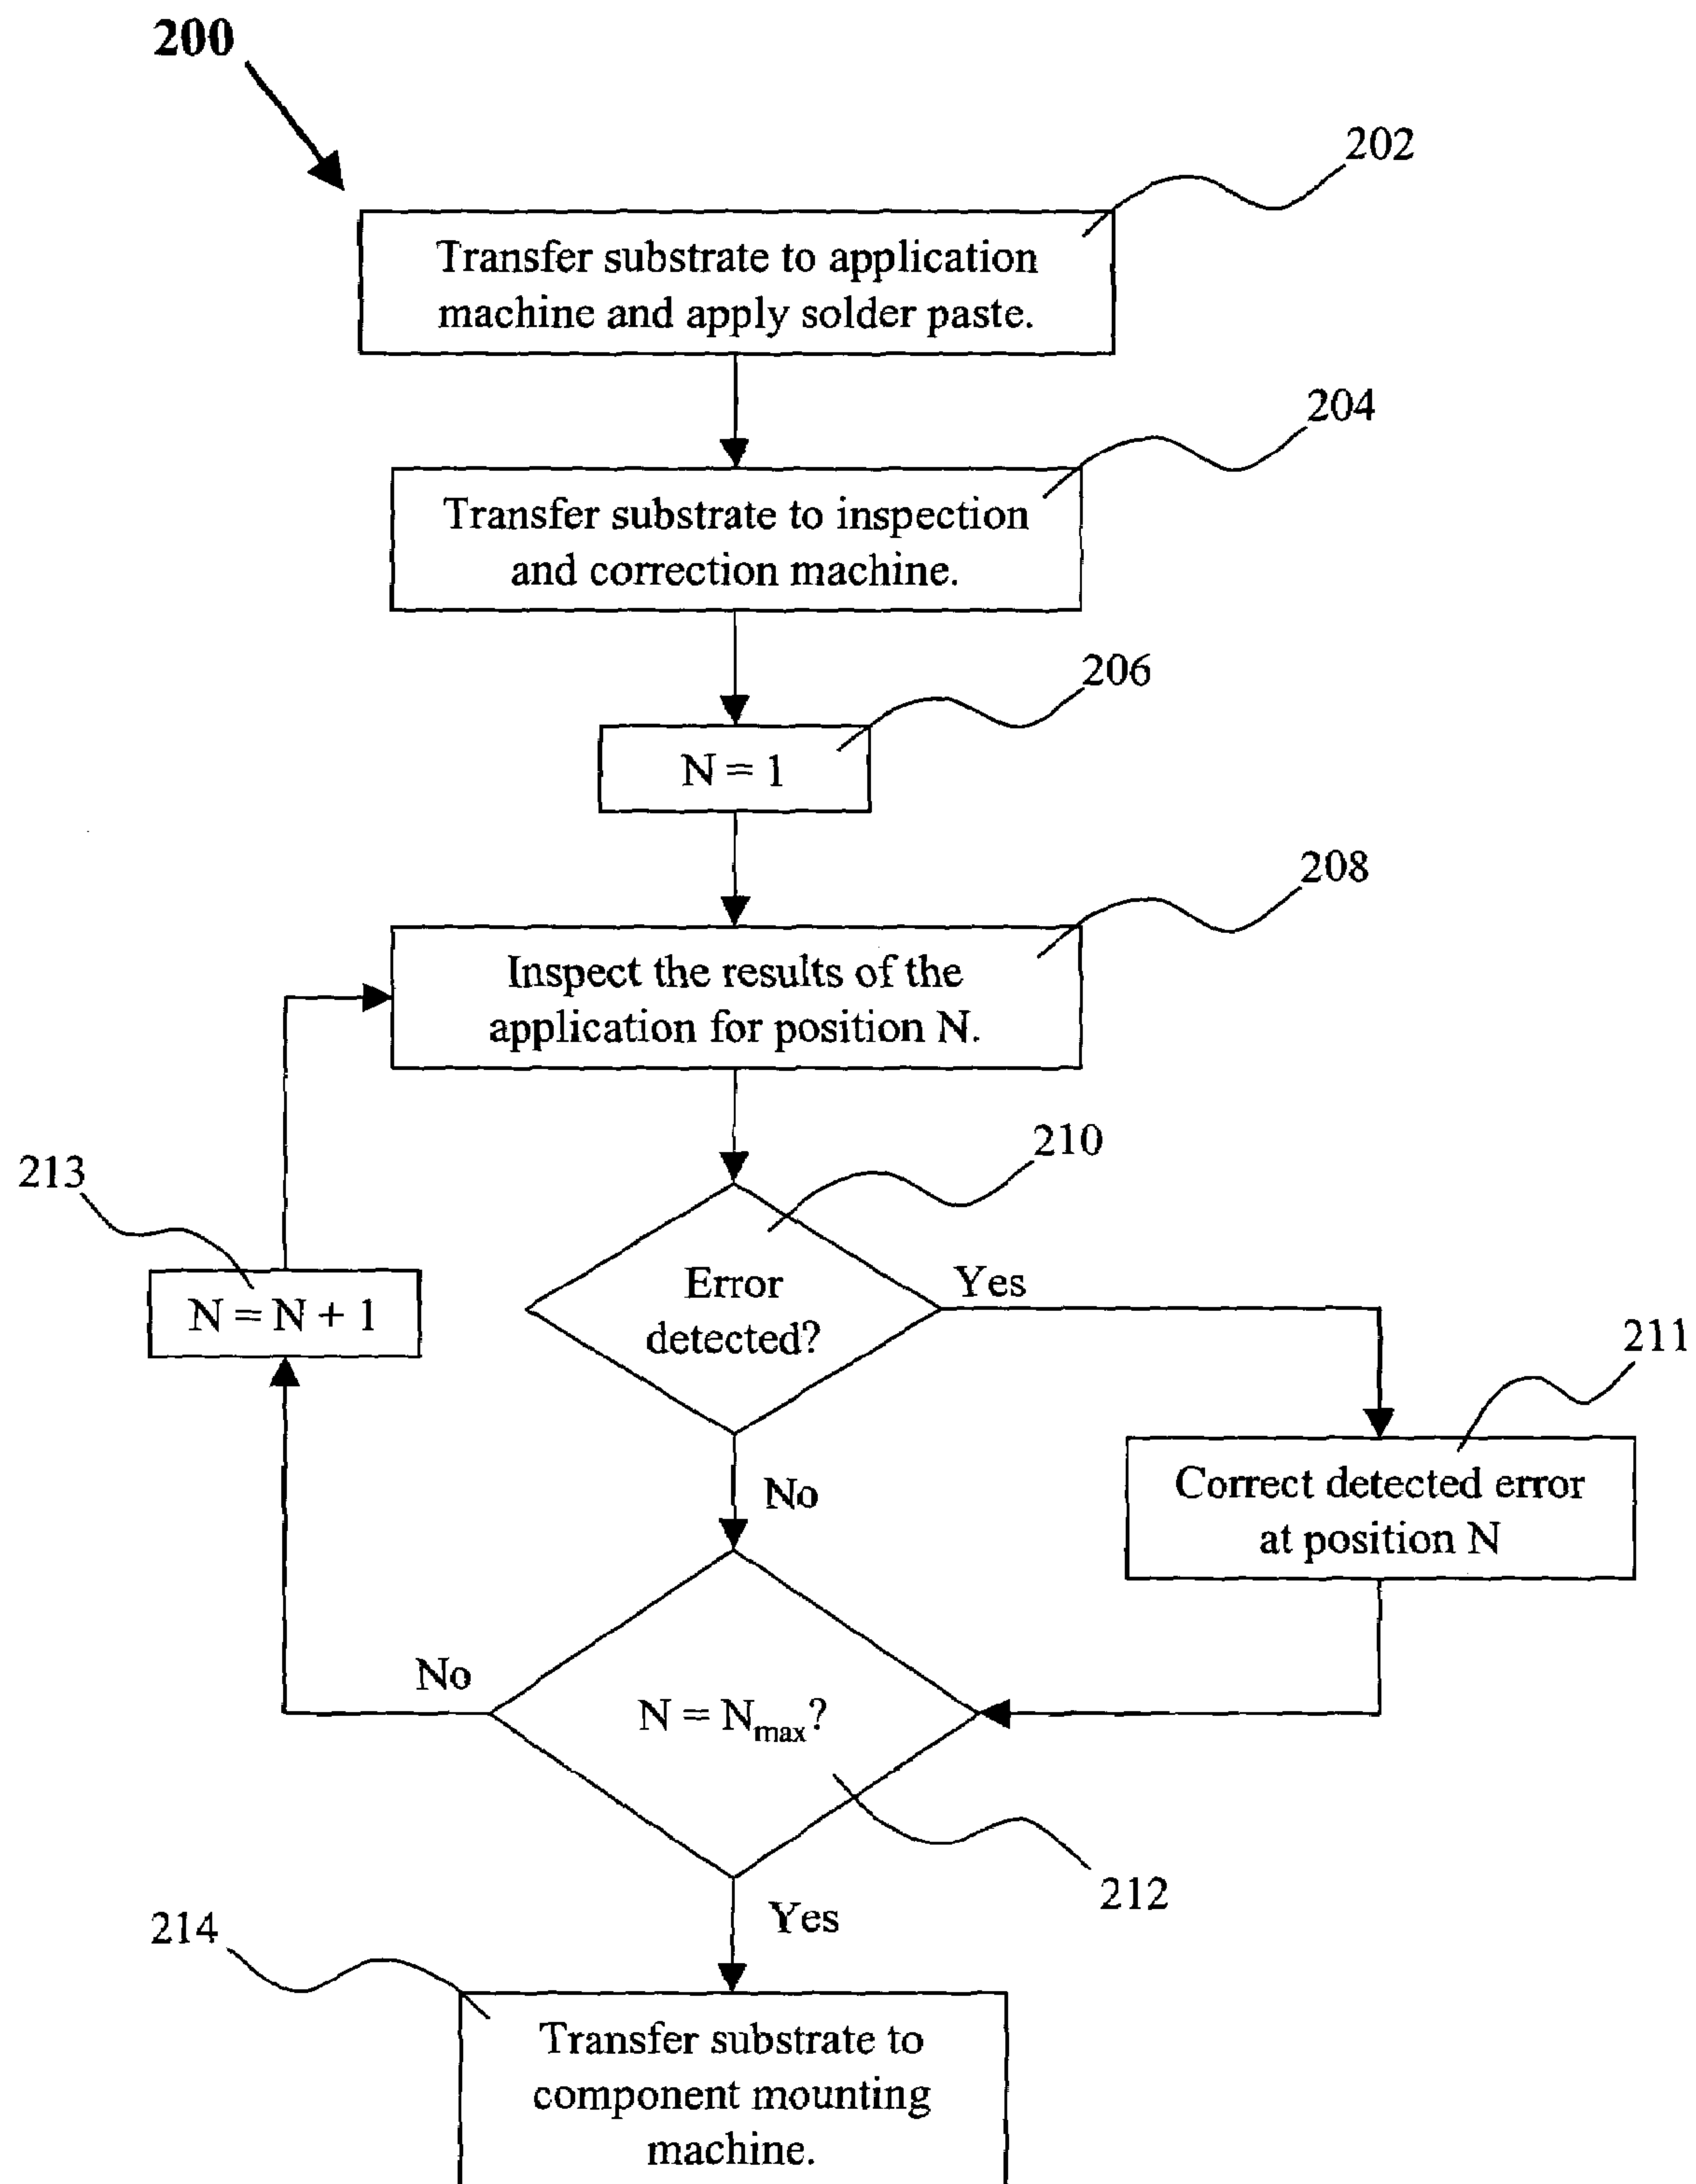 200
202
Transfer substrate to application
machine and apply solder paste.
204
Transfer substrate to inspection
and correction machine.
206
N = 1
208
Inspect the results of the
application for position N.
210
213
Error
detected?
Yes
N = N + 1
211
No
Correct detected error
at position N
No
N = Nmax?
212
Yes
214
Transfer substrate to
component mounting
machine.